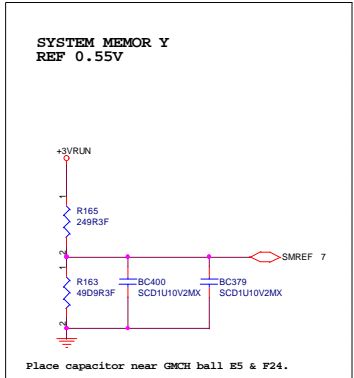 SYSTEM MEMOR Y
REF 0.55V
+3VRUN
1
R165
249R3F
2
SMREF 7
1
R163
49D9R3F
BC400
SCD1U10V2MX
BC379
SCD1U10V2MX
2
Place capacitor near GMCH ball E5 & F24.